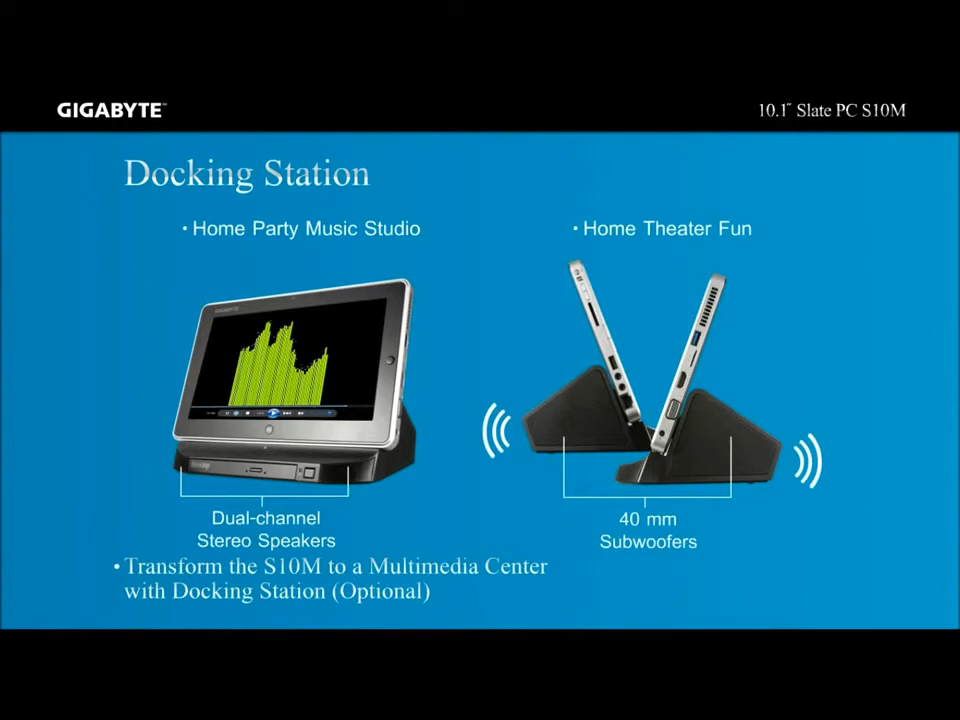 GIGABYTE™
10.1" Slate PC S10M
Docking Station
• Home Party Music Studio
• Home Theater Fun
GIGABYTE
Dual-channel
Stereo Speakers
40 mm
Subwoofers
• Transform the S10M to a Multimedia Center
with Docking Station (Optional)